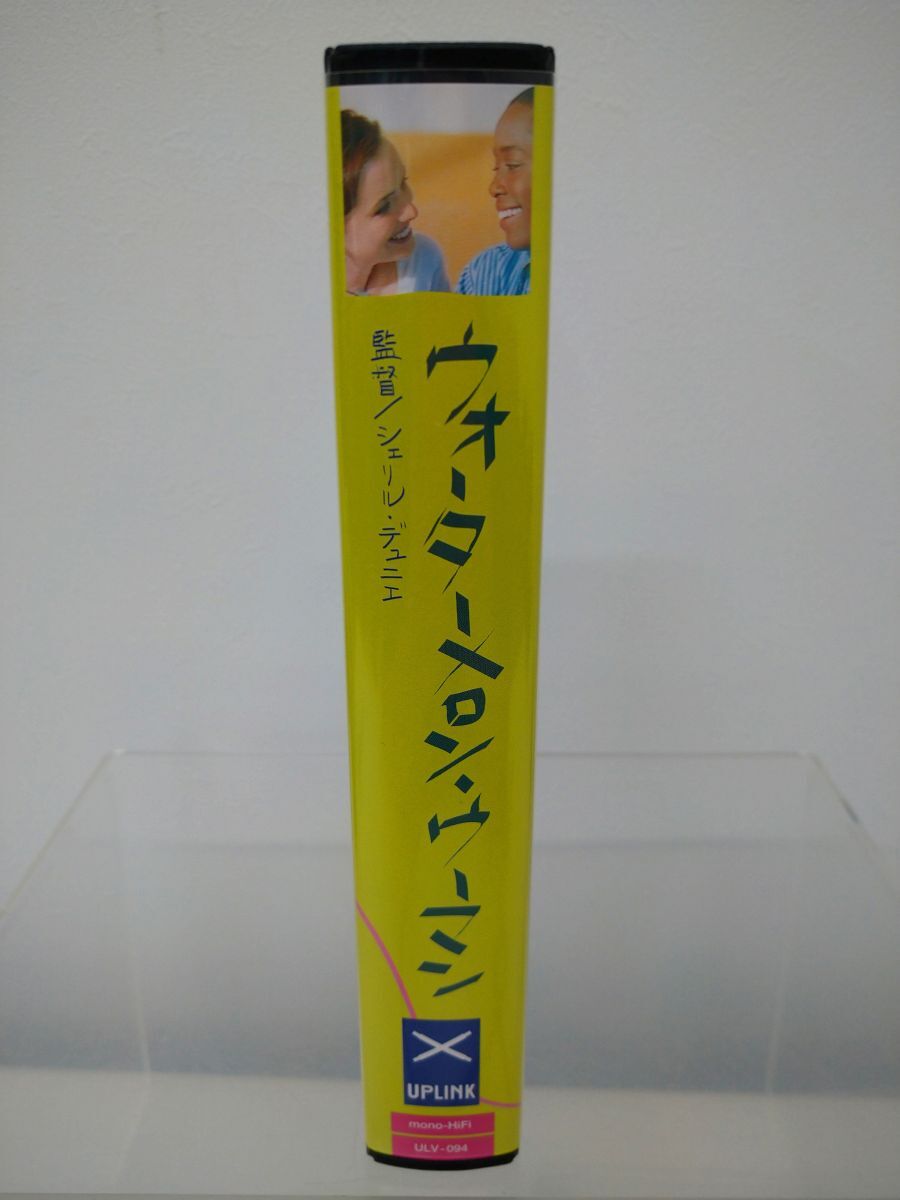 ウォーターメロン・ウーマン
監督/シェリル・デュニエ
UPLINK
mono-HiFi
ULV-094